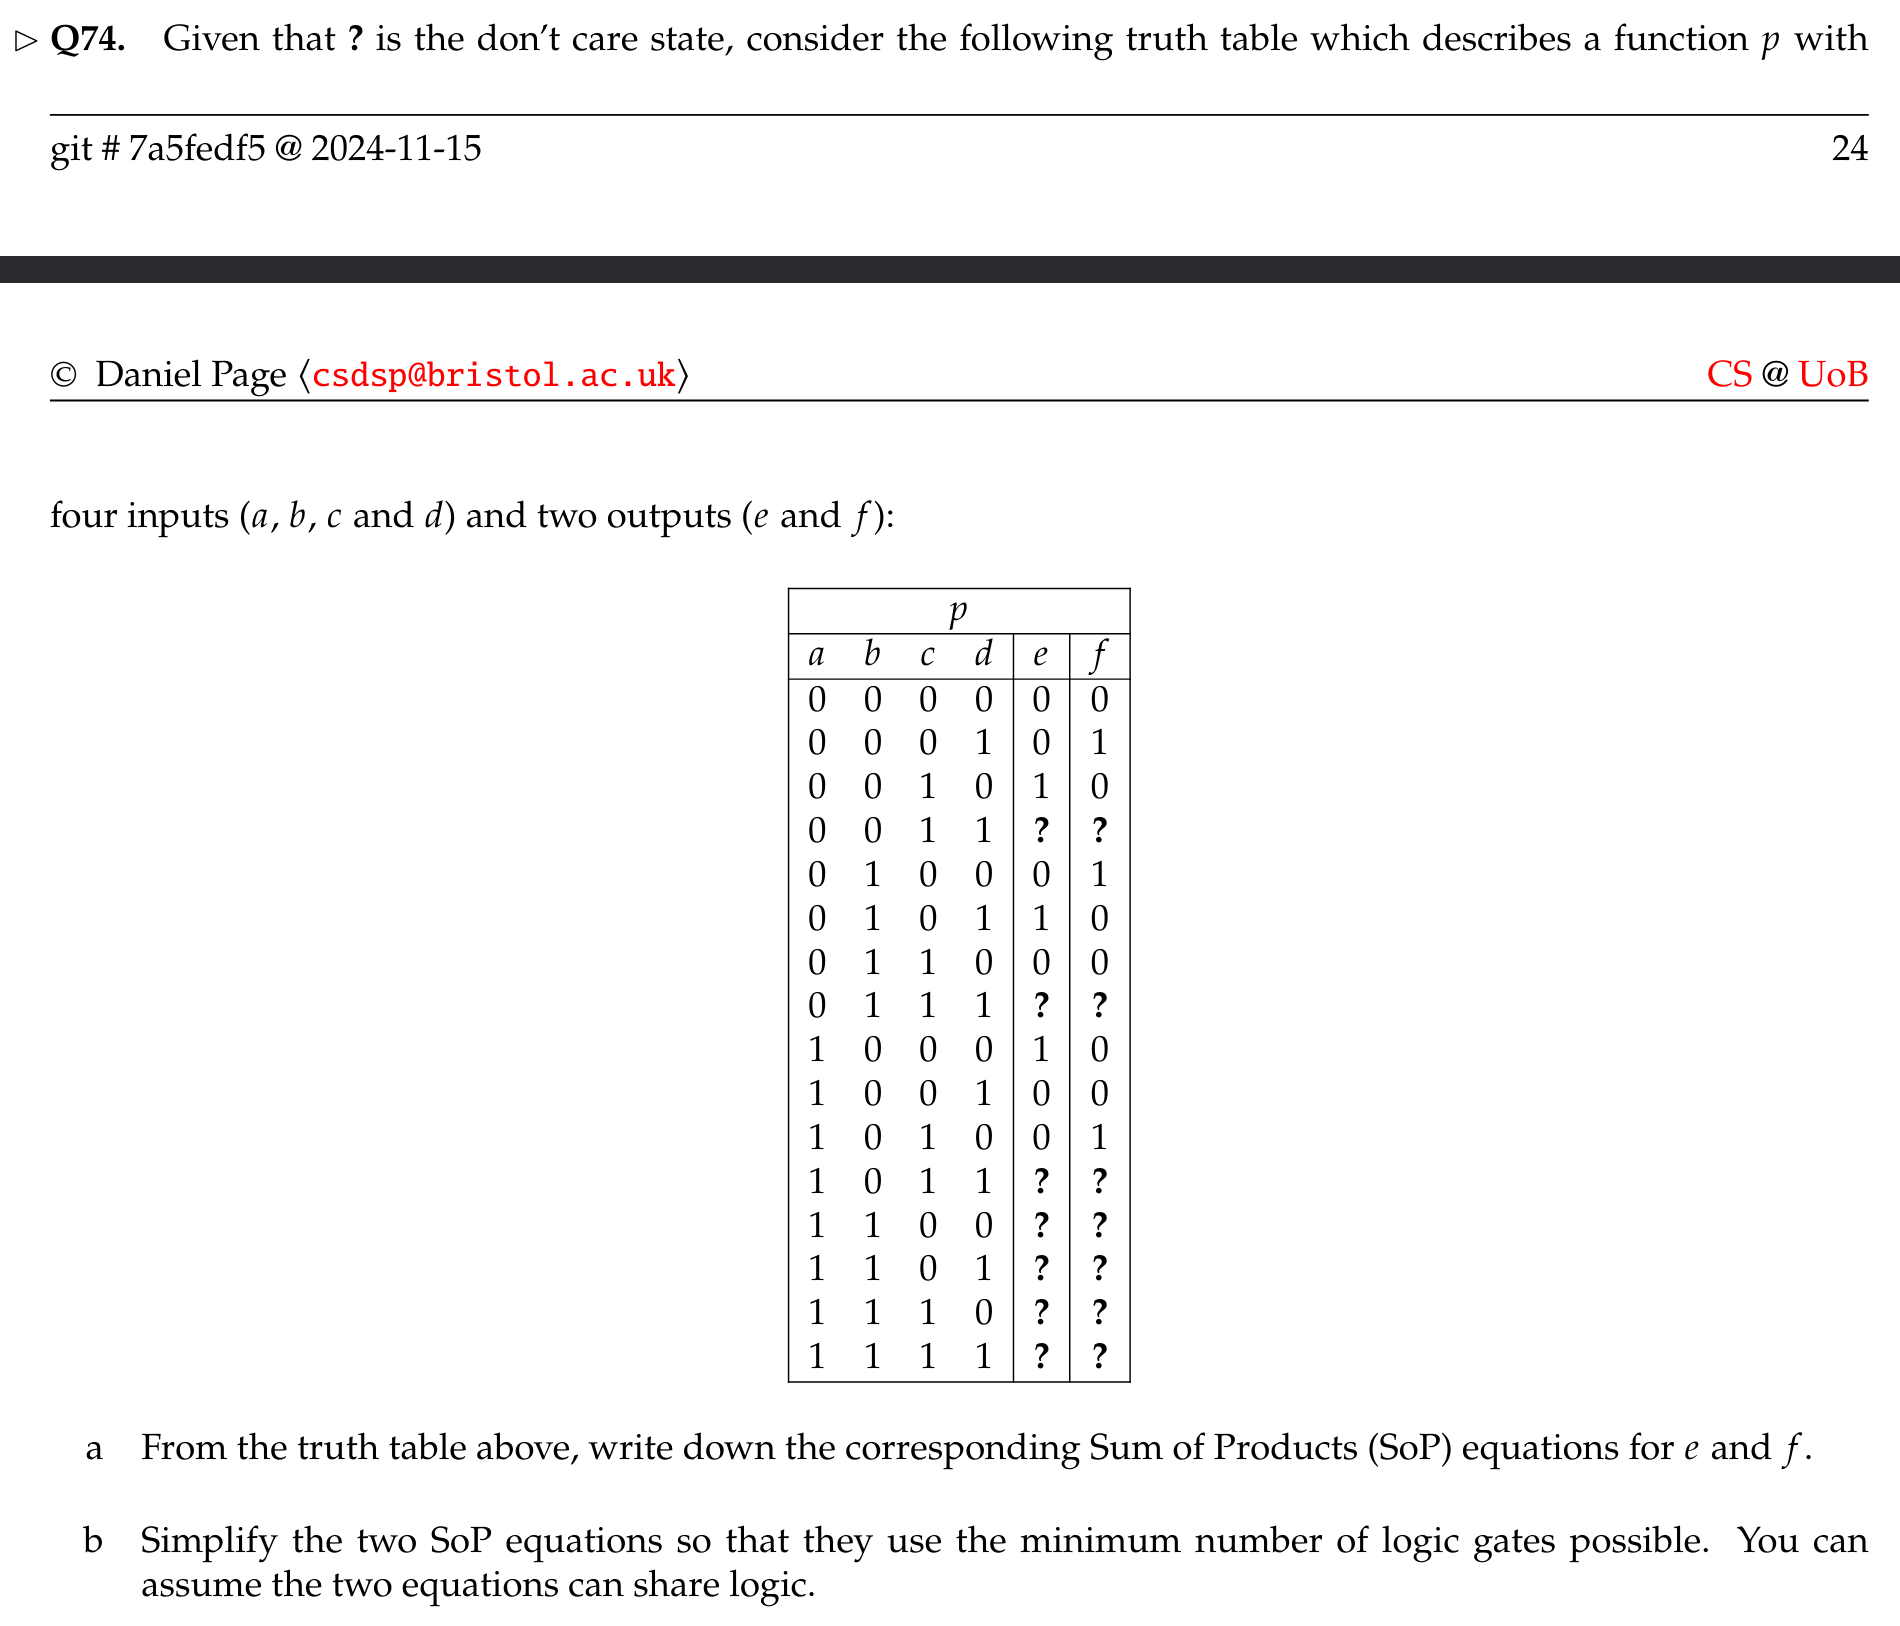 ▷ Q74. Given that ? is the don't care state, consider the following truth table which describes a function p with
git # 7a5fedf5 @ 2024-11-15 24
© Daniel Page ⟨csdsp@bristol.ac.uk⟩ CS @ UoB
four inputs (a, b, c and d) and two outputs (e and f):
p
a b c d e f
0 0 0 0 0 0
0 0 0 1 0 1
0 0 1 0 1 0
0 0 1 1 ? ?
0 1 0 0 0 1
0 1 0 1 1 0
0 1 1 0 0 0
0 1 1 1 ? ?
1 0 0 0 1 0
1 0 0 1 0 0
1 0 1 0 0 1
1 0 1 1 ? ?
1 1 0 0 ? ?
1 1 0 1 ? ?
1 1 1 0 ? ?
1 1 1 1 ? ?
a From the truth table above, write down the corresponding Sum of Products (SoP) equations for e and f.
b Simplify the two SoP equations so that they use the minimum number of logic gates possible. You can
assume the two equations can share logic.